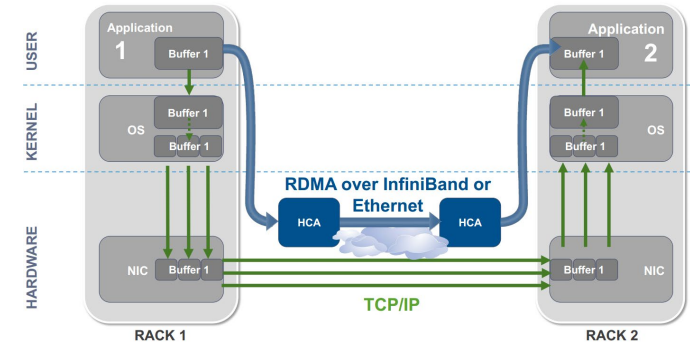 USER
KERNEL
HARDWARE
Application
1
Buffer 1
OS
Buffer 1
Buffer 1
NIC
Buffer 1
RACK 1
RDMA over InfiniBand or
Ethernet
HCA
HCA
TCP/IP
Application
2
Buffer 1
Buffer 1
OS
Buffer 1
Buffer 1
NIC
RACK 2